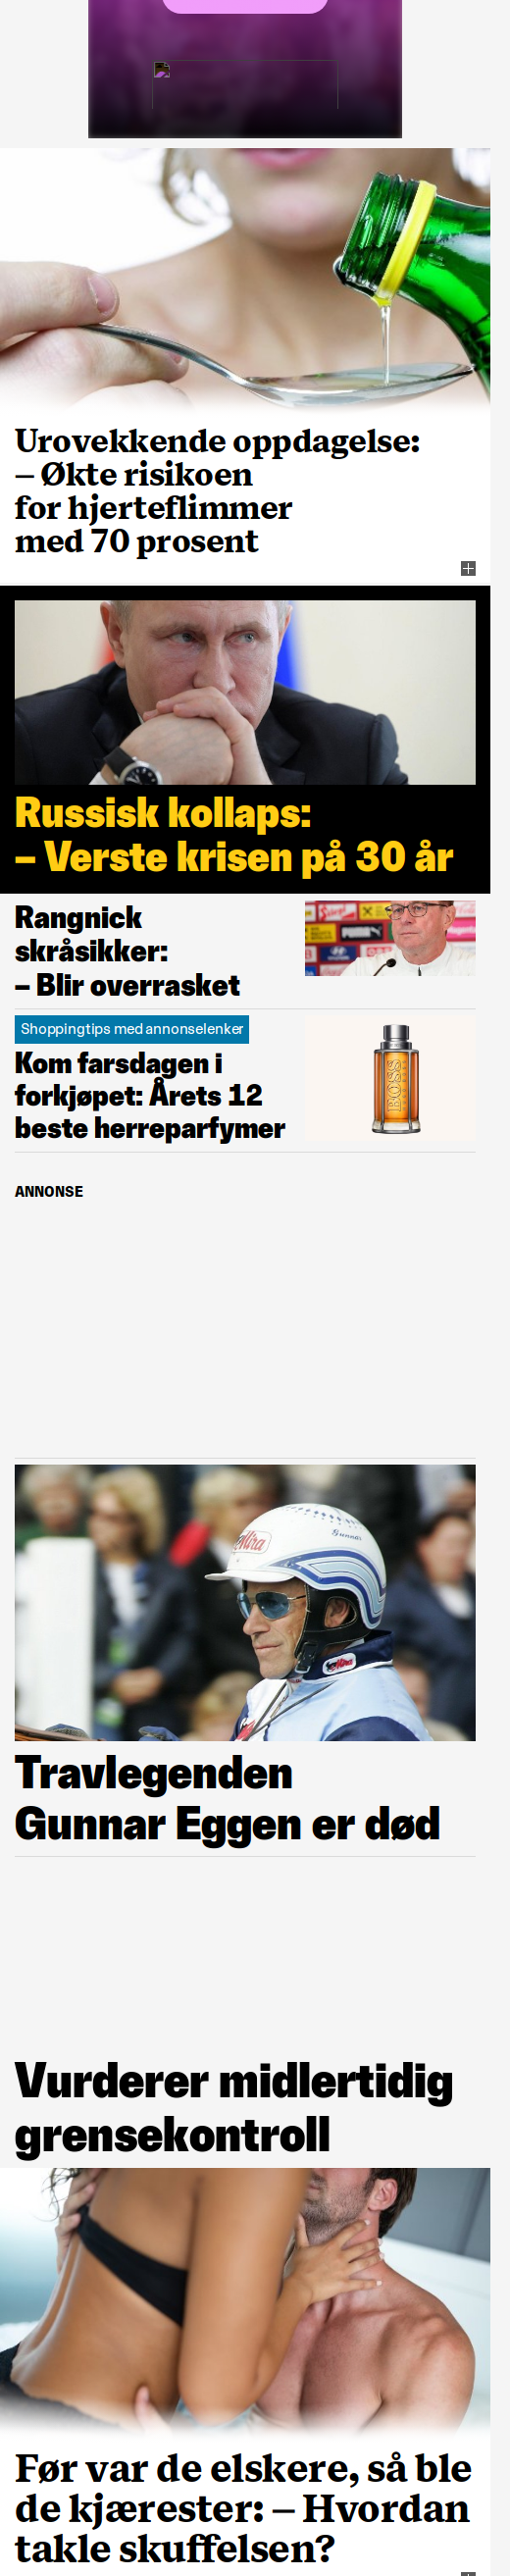 Urovekkende oppdagelse:
– Økte risikoen
for hjerteflimmer
med 70 prosent
Russisk kollaps:
– Verste krisen på 30 år
Rangnick
skråsikker:
– Blir overrasket
Shoppingtips med annonselenker
Kom farsdagen i
forkjøpet: Årets 12
beste herreparfymer
BOSS
ANNONSE
Mira
Gunnar
Travlegenden
Gunnar Eggen er død
Vurderer midlertidig
grensekontroll
Før var de elskere, så ble
de kjærester: – Hvordan
takle skuffelsen?